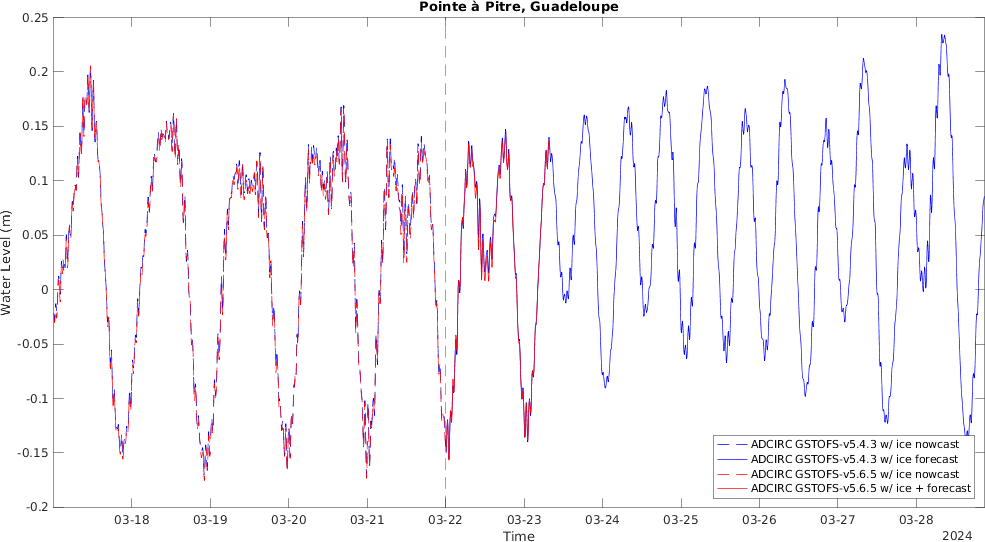 Pointe à Pitre, Guadeloupe
0.25
0.2
0.15
0.1
0.05
0
-0.05
-0.1
-0.15
-0.2
Water Level (m)
ADCIRC GSTOFS-v5.4.3 w/ ice nowcast
ADCIRC GSTOFS-v5.4.3 w/ ice forecast
ADCIRC GSTOFS-v5.6.5 w/ ice nowcast
ADCIRC GSTOFS-v5.6.5 w/ ice + forecast
03-18 03-19 03-20 03-21 03-22 03-23 03-24 03-25 03-26 03-27 03-28
Time
2024